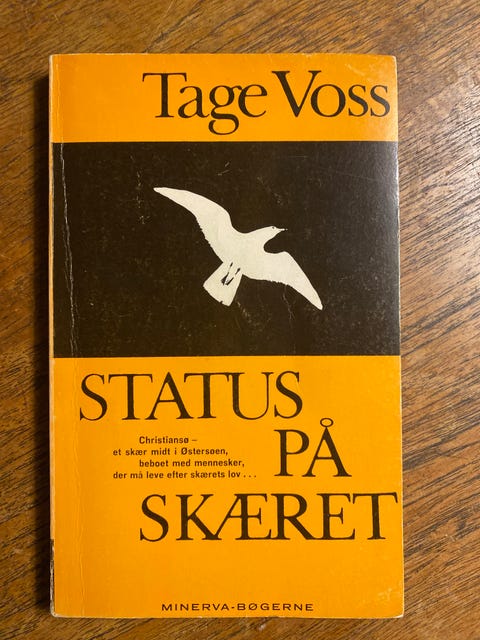 Tage Voss
STATUS
PÅ
SKÆRET
Christiansø –
et skær midt i Østersøen,
beboet med mennesker,
der må leve efter skærets lov . . .
MINERVA-BØGERNE